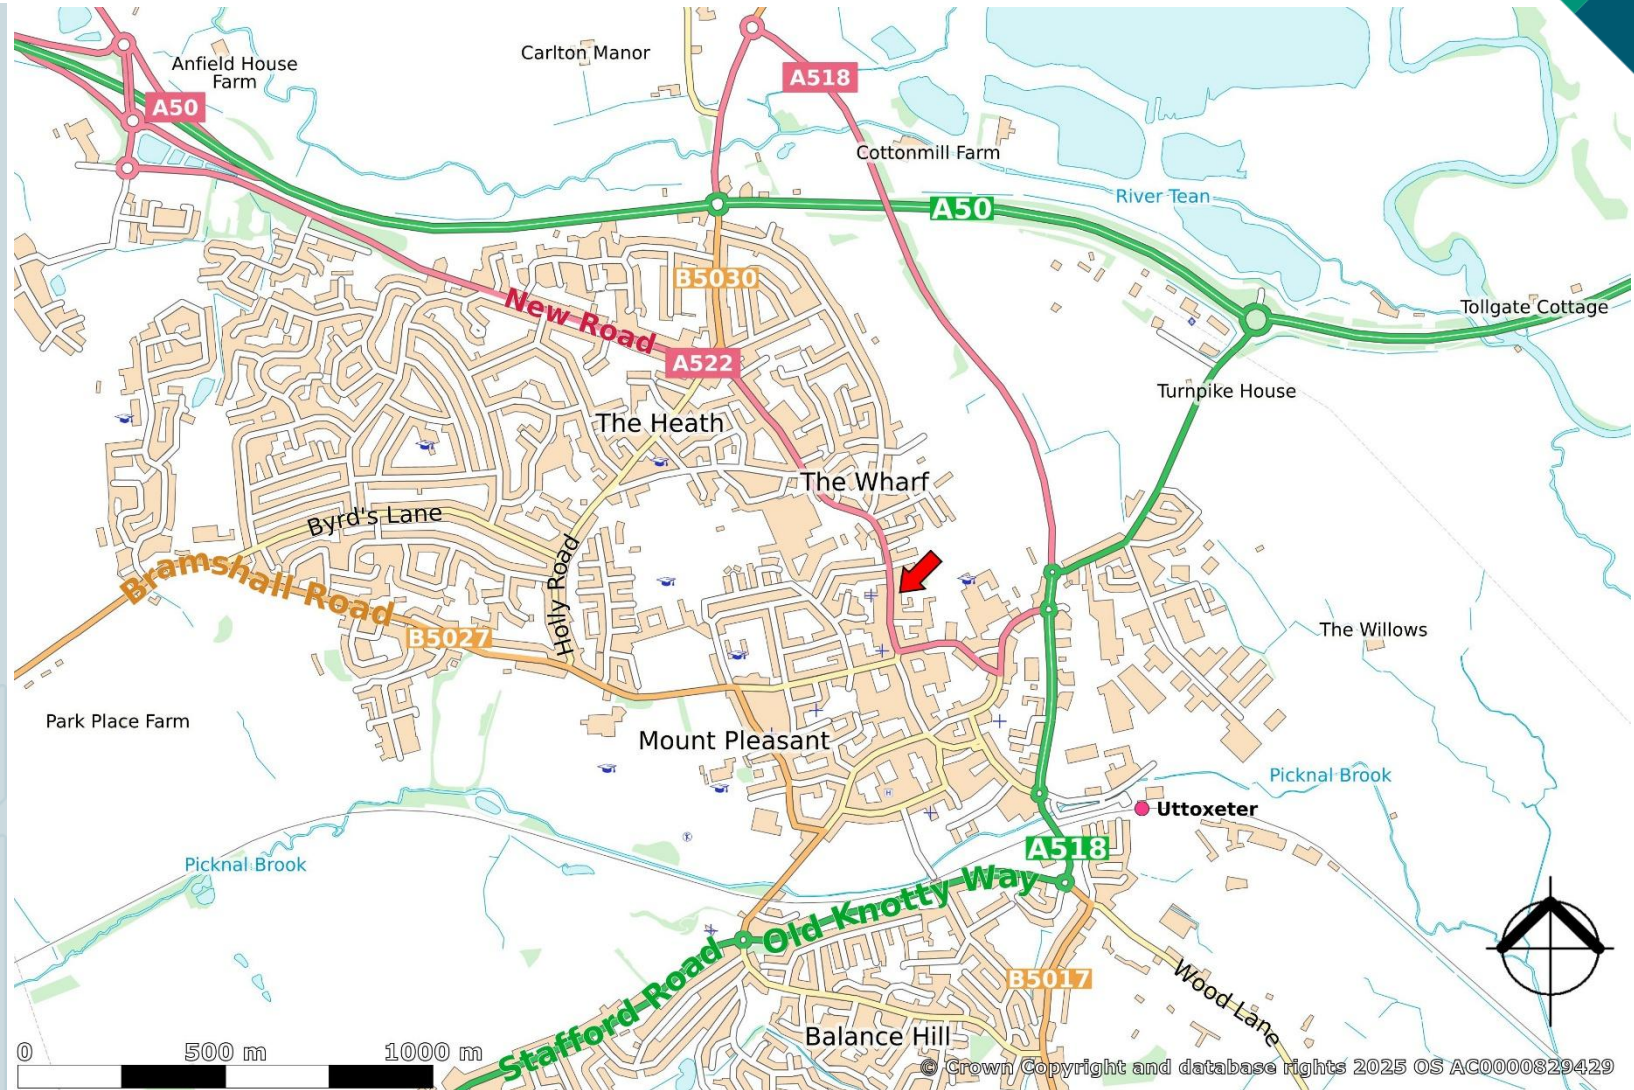 Carlton Manor
Anfield House
Farm
A518
A50
Cottonmill Farm
River Tean
A50
B5030
New Road
Tollgate Cottage
A522
Turnpike House
The Heath
The Wharf
Byrd's Lane
Bramshall Road
Holly Road
B5027
The Willows
Park Place Farm
Mount Pleasant
Picknal Brook
Uttoxeter
A518
Picknal Brook
Old Knotty Way
Stafford Road
B5017
Wood Lane
Balance Hill
0 500 m 1000 m
© Crown Copyright and database rights 2025 OS AC0000829429